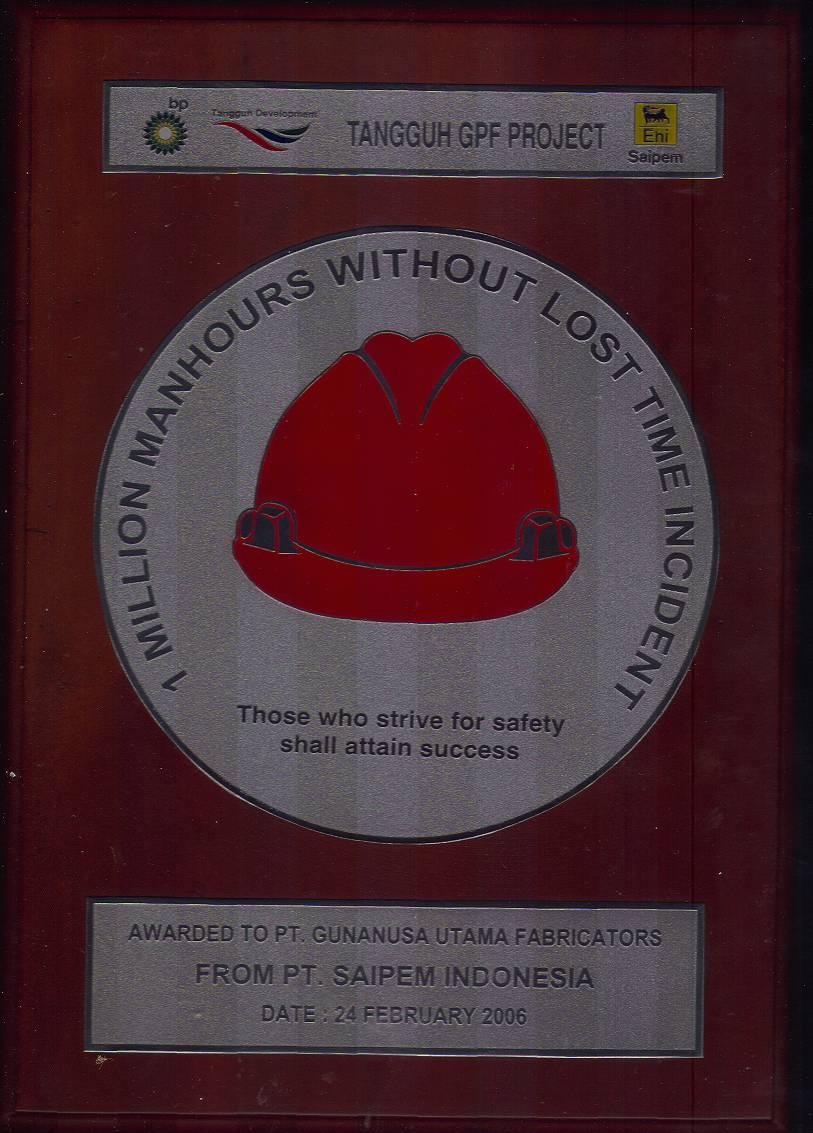 bp
Tangguh Development
TANGGUH GPF PROJECT
Eni
Saipem
1 MILLION MANHOURS WITHOUT LOST TIME INCIDENT
Those who strive for safety
shall attain success
AWARDED TO PT. GUNANUSA UTAMA FABRICATORS
FROM PT. SAIPEM INDONESIA
DATE : 24 FEBRUARY 2006